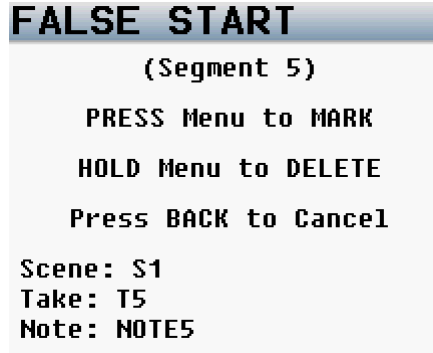 FALSE START
(Segment 5)
PRESS Menu to MARK
HOLD Menu to DELETE
Press BACK to Cancel
Scene: S1
Take: T5
Note: NOTE5